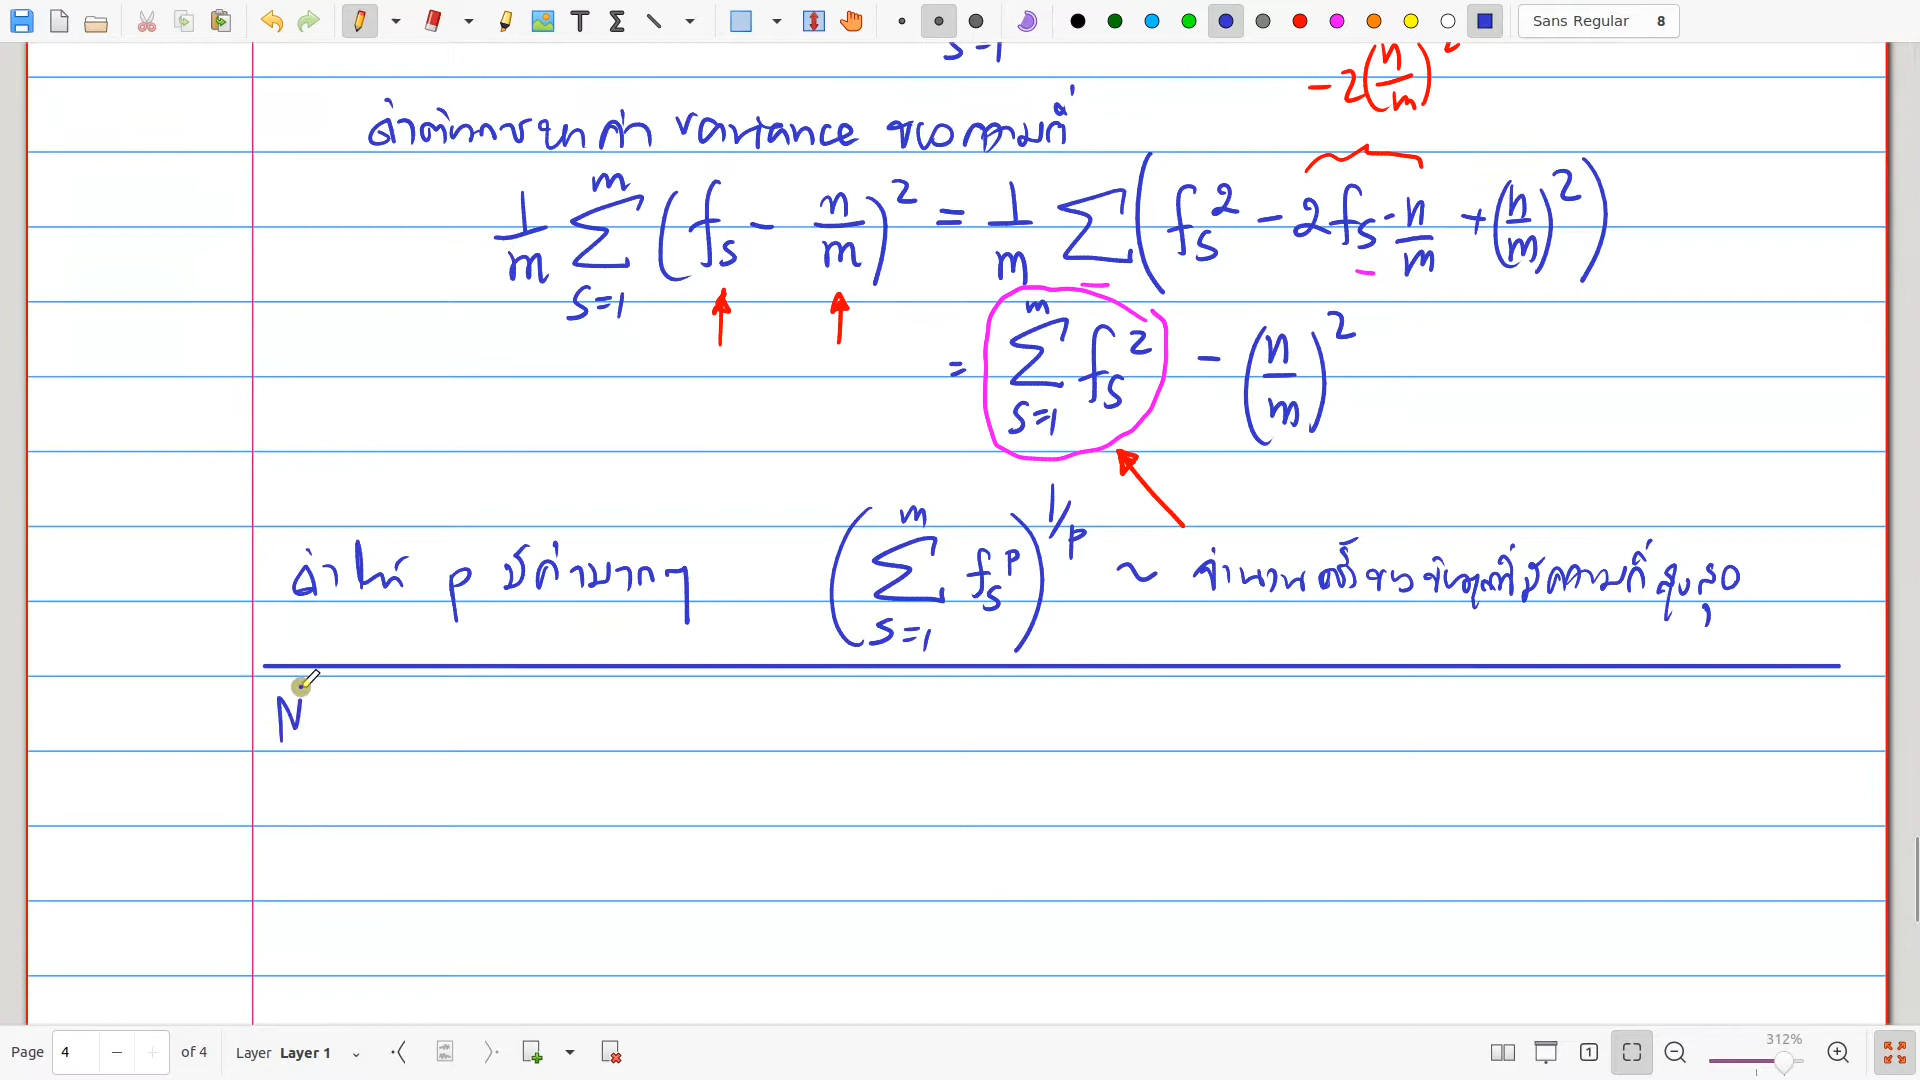 Sans Regular 8
s=1
-2(n/m)²
ถ้าต้องการหาค่า variance ของความถี่
1/m ∑_{s=1}^{m} (f_s - n/m)² = 1/m ∑ (f_s² - 2f_s·n/m + (n/m)²)
= ∑_{s=1}^{m} f_s² - (n/m)²
ถ้าให้ p มีค่ามากๆ (∑_{s=1}^{m} f_s^p)^{1/p} ~ จำนวนครั้งของข้อมูลที่มีความถี่สูงสุด
N
Page 4 of 4 Layer Layer 1 312%